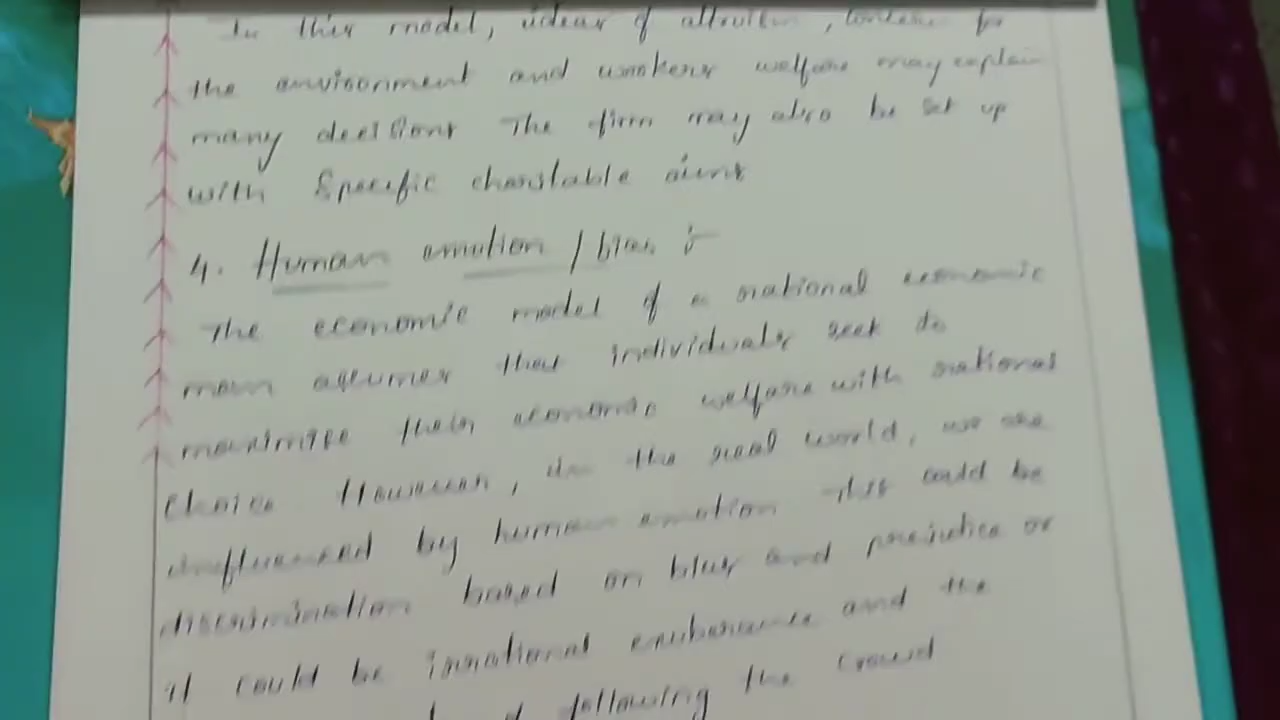 In this model, ideas of altruism, concern for
the environment and workers welfare may explain
many decisions The firm may also be set up
with Specific charitable aims
4. Human emotion / bias :-
The economic model of a rational economic
man assumes that individuals seek to
maximise their economic welfare with rational
choice However, in the real world, we are
influenced by human emotion This could be
discrimination based on bias and prejudice or
it could be irrational exuberance and the
following the crowd